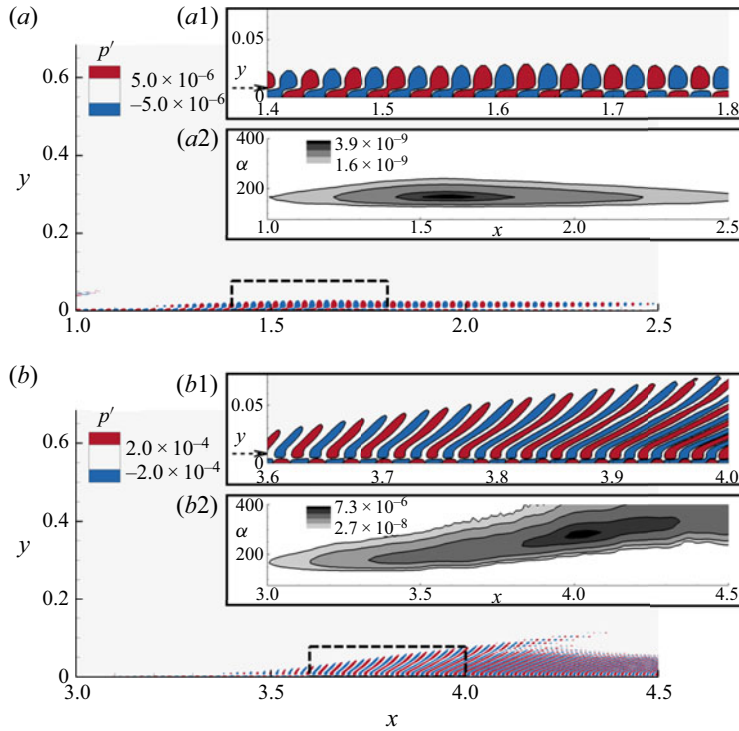 (a)
(a1)
p′
5.0 × 10−6
−5.0 × 10−6
0.6
0.4
0.2
0
y
1.0 1.5 2.0 2.5
0.05
y
0
1.4 1.5 1.6 1.7 1.8
(a2)
400
α
200
3.9 × 10−9
1.6 × 10−9
1.0 1.5 x 2.0 2.5
(b)
(b1)
p′
2.0 × 10−4
−2.0 × 10−4
0.6
0.4
0.2
0
y
3.0 3.5 4.0 4.5
x
0.05
y
0
3.6 3.7 3.8 3.9 4.0
(b2)
400
α
200
7.3 × 10−6
2.7 × 10−8
3.0 3.5 x 4.0 4.5